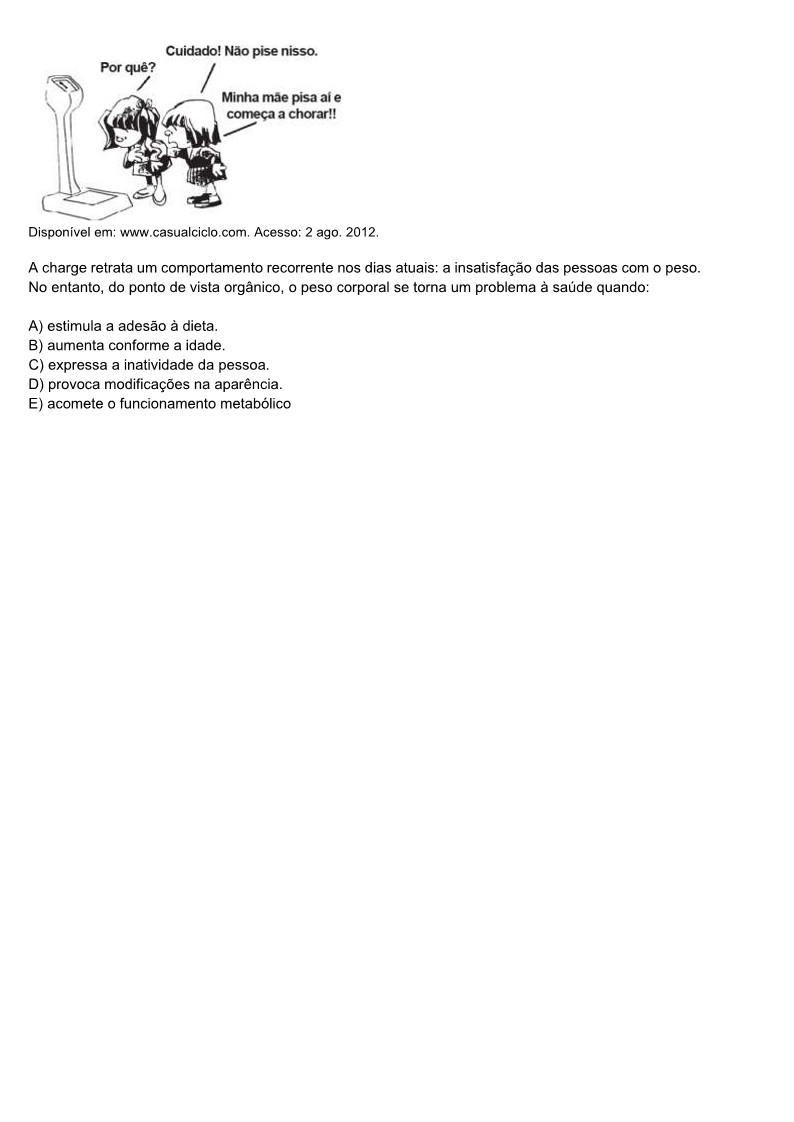 Cuidado! Não pise nisso.
Por quê?
Minha mãe pisa aí e
começa a chorar!!
Disponível em: www.casualciclo.com. Acesso: 2 ago. 2012.
A charge retrata um comportamento recorrente nos dias atuais: a insatisfação das pessoas com o peso.
No entanto, do ponto de vista orgânico, o peso corporal se torna um problema à saúde quando:
A) estimula a adesão à dieta.
B) aumenta conforme a idade.
C) expressa a inatividade da pessoa.
D) provoca modificações na aparência.
E) acomete o funcionamento metabólico